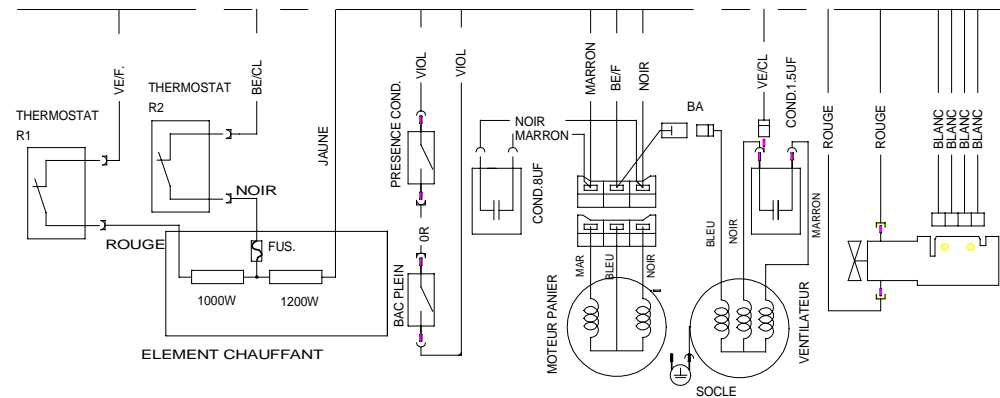 VE/F.
THERMOSTAT
R1
THERMOSTAT
R2
BE/CL
JAUNE
NOIR
ROUGE
FUS.
1000W
1200W
ELEMENT CHAUFFANT
VIOL
VIOL
PRESENCE COND.
0R
BAC PLEIN
NOIR
MARRON
COND.8UF
MARRON
BE/F
NOIR
MAR
BLEU
NOIR
MOTEUR PANIER
BA
VE/CL
COND.1.5UF
BLEU
NOIR
MARRON
VENTILATEUR
SOCLE
ROUGE
ROUGE
BLANC
BLANC
BLANC
BLANC